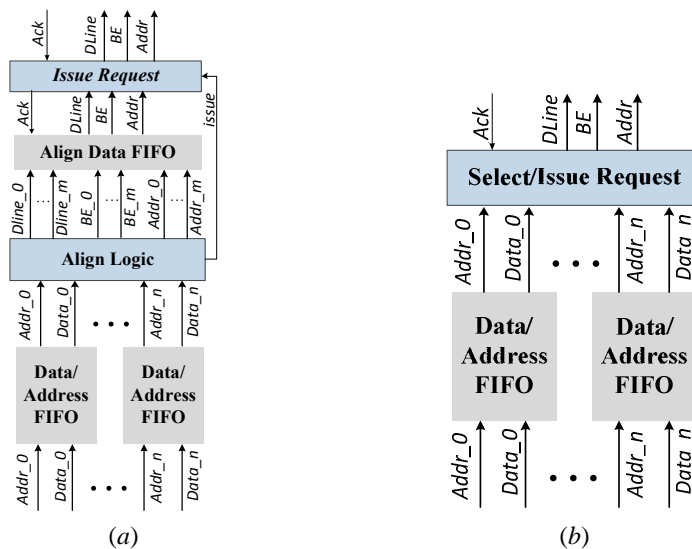 Ack
DLine
BE
Addr
Issue Request
issue
Ack
DLine
BE
Addr
Align Data FIFO
Dline_0
...
Dline_m
BE_0
...
BE_m
Addr_0
...
Addr_m
Align Logic
Addr_0
Data_0
• • •
Addr_n
Data_n
Data/
Address
FIFO
Data/
Address
FIFO
Addr_0
Data_0
• • •
Addr_n
Data_n
(a)
Ack
DLine
BE
Addr
Select/Issue Request
Addr_0
Data_0
• • •
Addr_n
Data_n
Data/
Address
FIFO
Data/
Address
FIFO
Addr_0
Data_0
• • •
Addr_n
Data_n
(b)